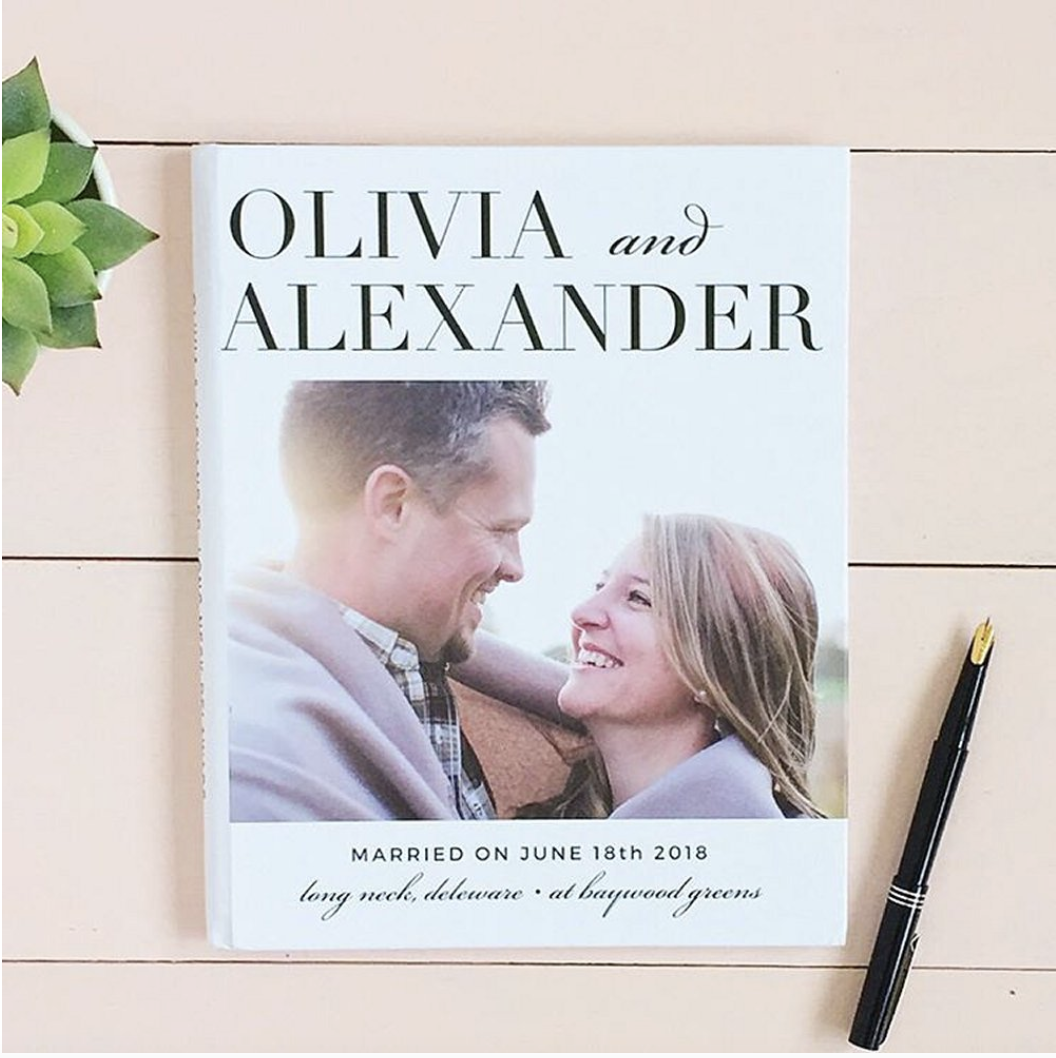 OLIVIA and
ALEXANDER
MARRIED ON JUNE 18th 2018
long neck, deleware • at baywood greens